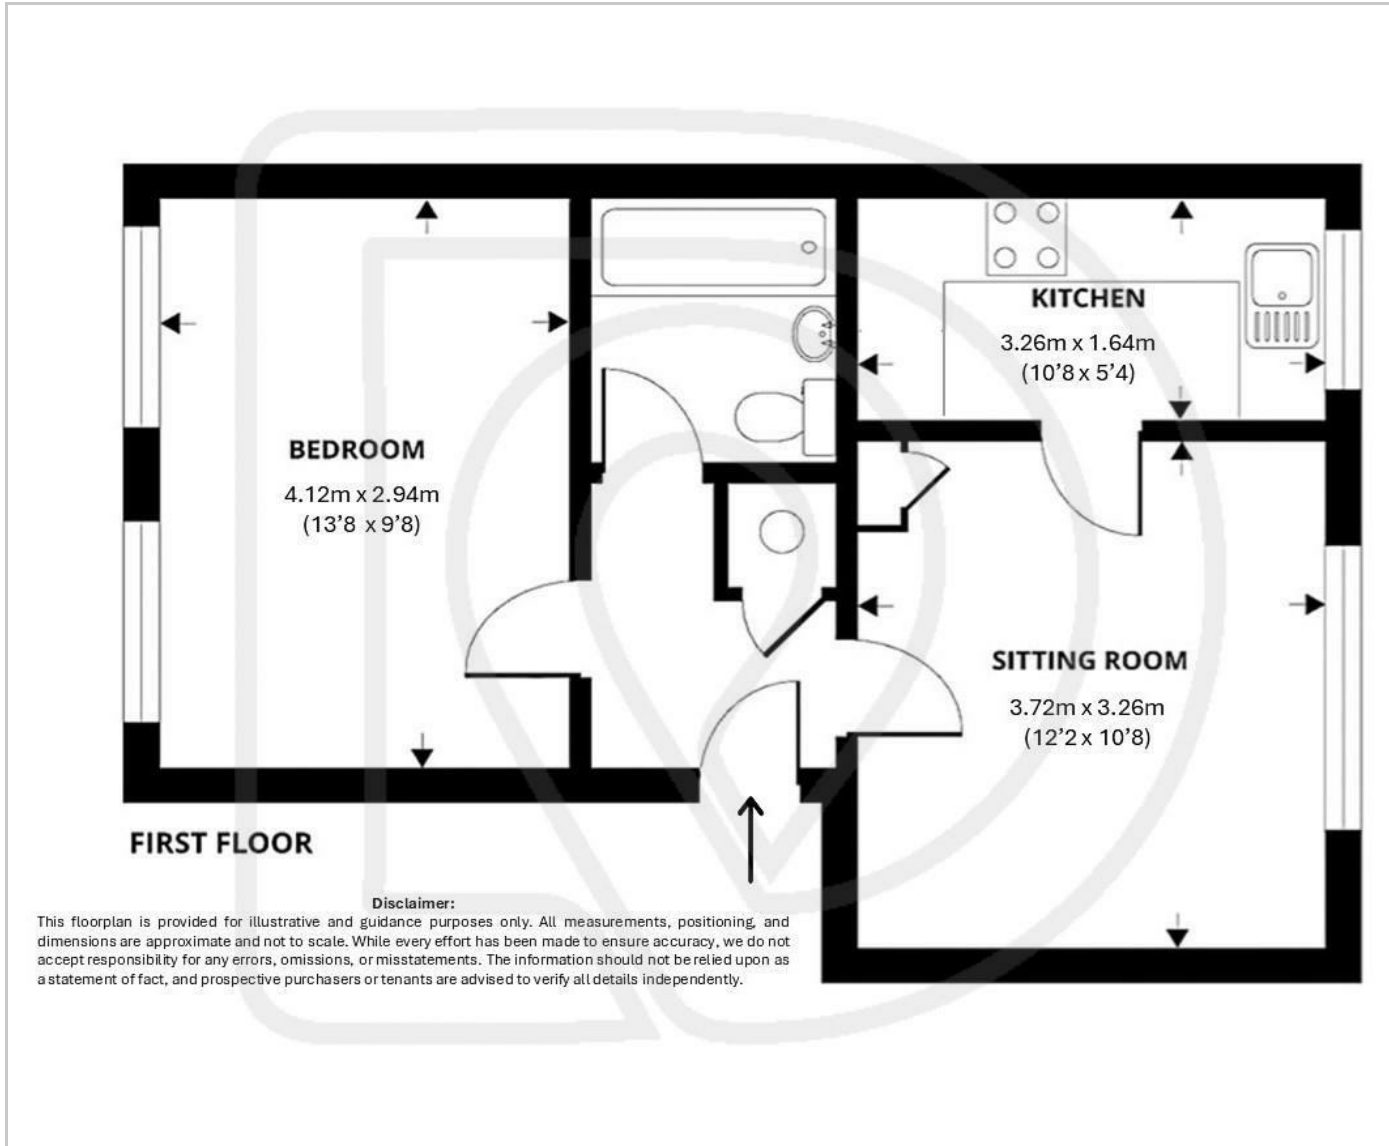 KITCHEN
3.26m x 1.64m
(10’8 x 5’4)
BEDROOM
4.12m x 2.94m
(13’8 x 9’8)
SITTING ROOM
3.72m x 3.26m
(12’2 x 10’8)
FIRST FLOOR
Disclaimer:
This floorplan is provided for illustrative and guidance purposes only. All measurements, positioning, and
dimensions are approximate and not to scale. While every effort has been made to ensure accuracy, we do not
accept responsibility for any errors, omissions, or misstatements. The information should not be relied upon as
a statement of fact, and prospective purchasers or tenants are advised to verify all details independently.